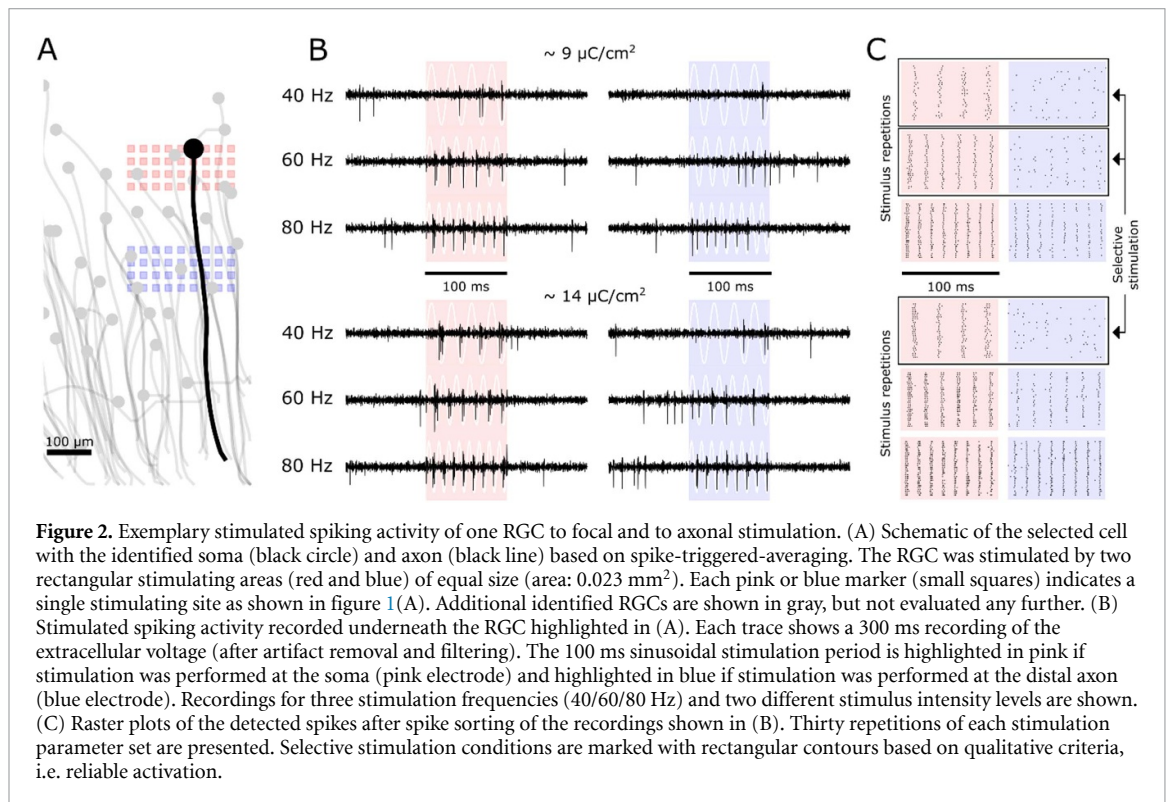 A
B
C
~ 9 µC/cm²
40 Hz
60 Hz
80 Hz
100 ms
100 ms
~ 14 µC/cm²
40 Hz
60 Hz
80 Hz
100 µm
Stimulus repetitions
100 ms
Stimulus repetitions
Selective
stimulation
Figure 2. Exemplary stimulated spiking activity of one RGC to focal and to axonal stimulation. (A) Schematic of the selected cell
with the identified soma (black circle) and axon (black line) based on spike-triggered-averaging. The RGC was stimulated by two
rectangular stimulating areas (red and blue) of equal size (area: 0.023 mm²). Each pink or blue marker (small squares) indicates a
single stimulating site as shown in figure 1(A). Additional identified RGCs are shown in gray, but not evaluated any further. (B)
Stimulated spiking activity recorded underneath the RGC highlighted in (A). Each trace shows a 300 ms recording of the
extracellular voltage (after artifact removal and filtering). The 100 ms sinusoidal stimulation period is highlighted in pink if
stimulation was performed at the soma (pink electrode) and highlighted in blue if stimulation was performed at the distal axon
(blue electrode). Recordings for three stimulation frequencies (40/60/80 Hz) and two different stimulus intensity levels are shown.
(C) Raster plots of the detected spikes after spike sorting of the recordings shown in (B). Thirty repetitions of each stimulation
parameter set are presented. Selective stimulation conditions are marked with rectangular contours based on qualitative criteria,
i.e. reliable activation.